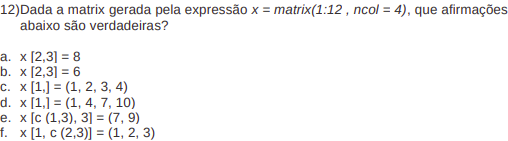 12)Dada a matrix gerada pela expressão x = matrix(1:12 , ncol = 4), que afirmações
abaixo são verdadeiras?
a. x [2,3] = 8
b. x [2,3] = 6
c. x [1,] = (1, 2, 3, 4)
d. x [1,] = (1, 4, 7, 10)
e. x [c (1,3), 3] = (7, 9)
f. x [1, c (2,3)] = (1, 2, 3)